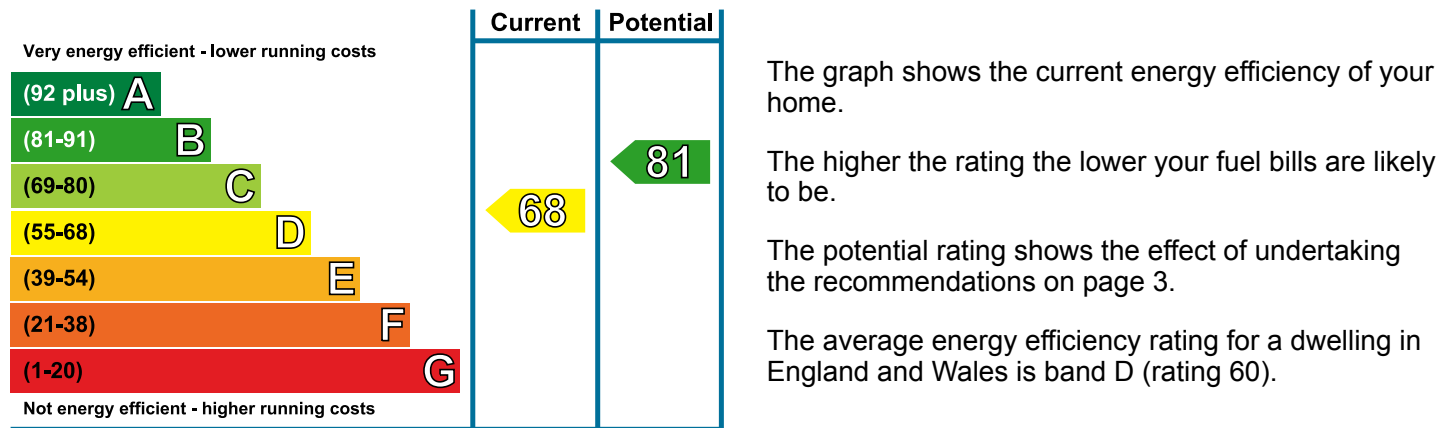 Current Potential
Very energy efficient - lower running costs
(92 plus) A
(81-91) B
(69-80) C
(55-68) D
(39-54) E
(21-38) F
(1-20) G
Not energy efficient - higher running costs
68
81
The graph shows the current energy efficiency of your
home.
The higher the rating the lower your fuel bills are likely
to be.
The potential rating shows the effect of undertaking
the recommendations on page 3.
The average energy efficiency rating for a dwelling in
England and Wales is band D (rating 60).